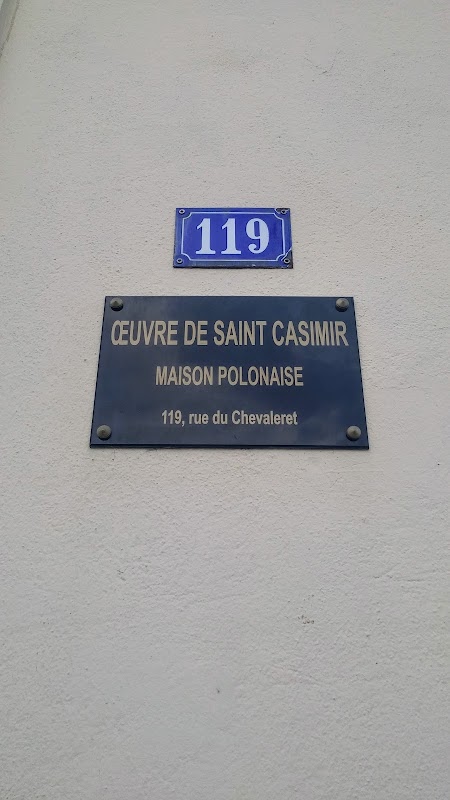 119
ŒUVRE DE SAINT CASIMIR
MAISON POLONAISE
119, rue du Chevaleret